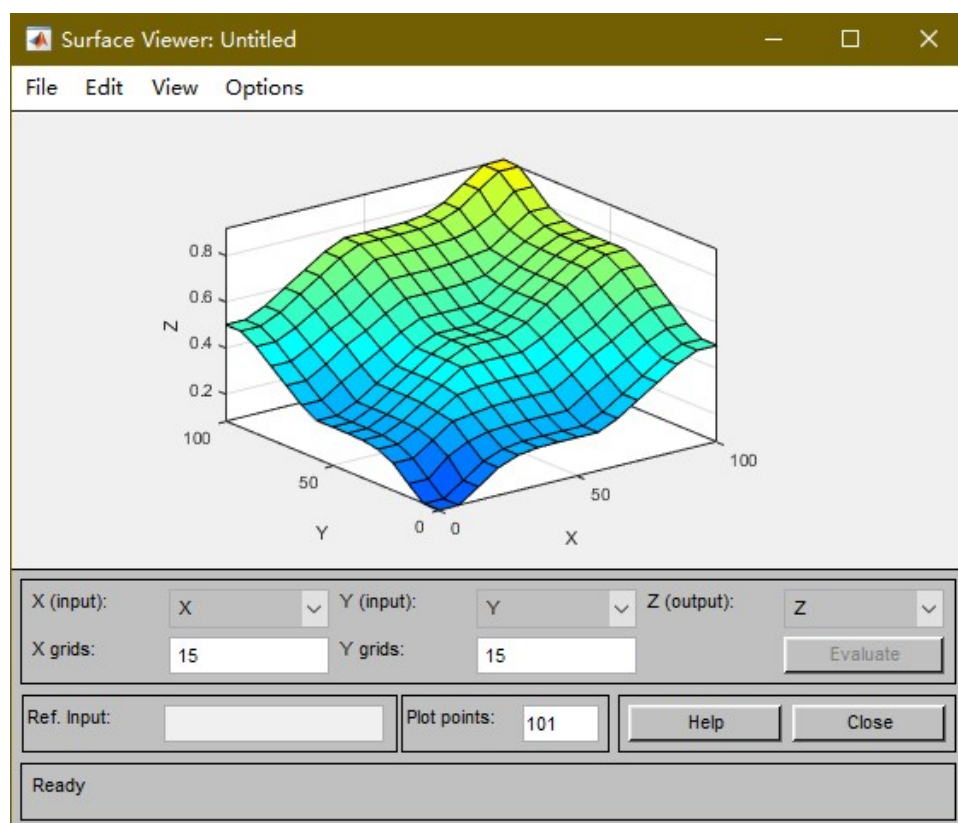 Surface Viewer: Untitled
File Edit View Options
0.8
0.6
Z
0.4
0.2
100
50
Y
0
0
50
X
100
X (input): X Y (input): Y Z (output): Z
X grids: 15 Y grids: 15 Evaluate
Ref. Input: Plot points: 101 Help Close
Ready